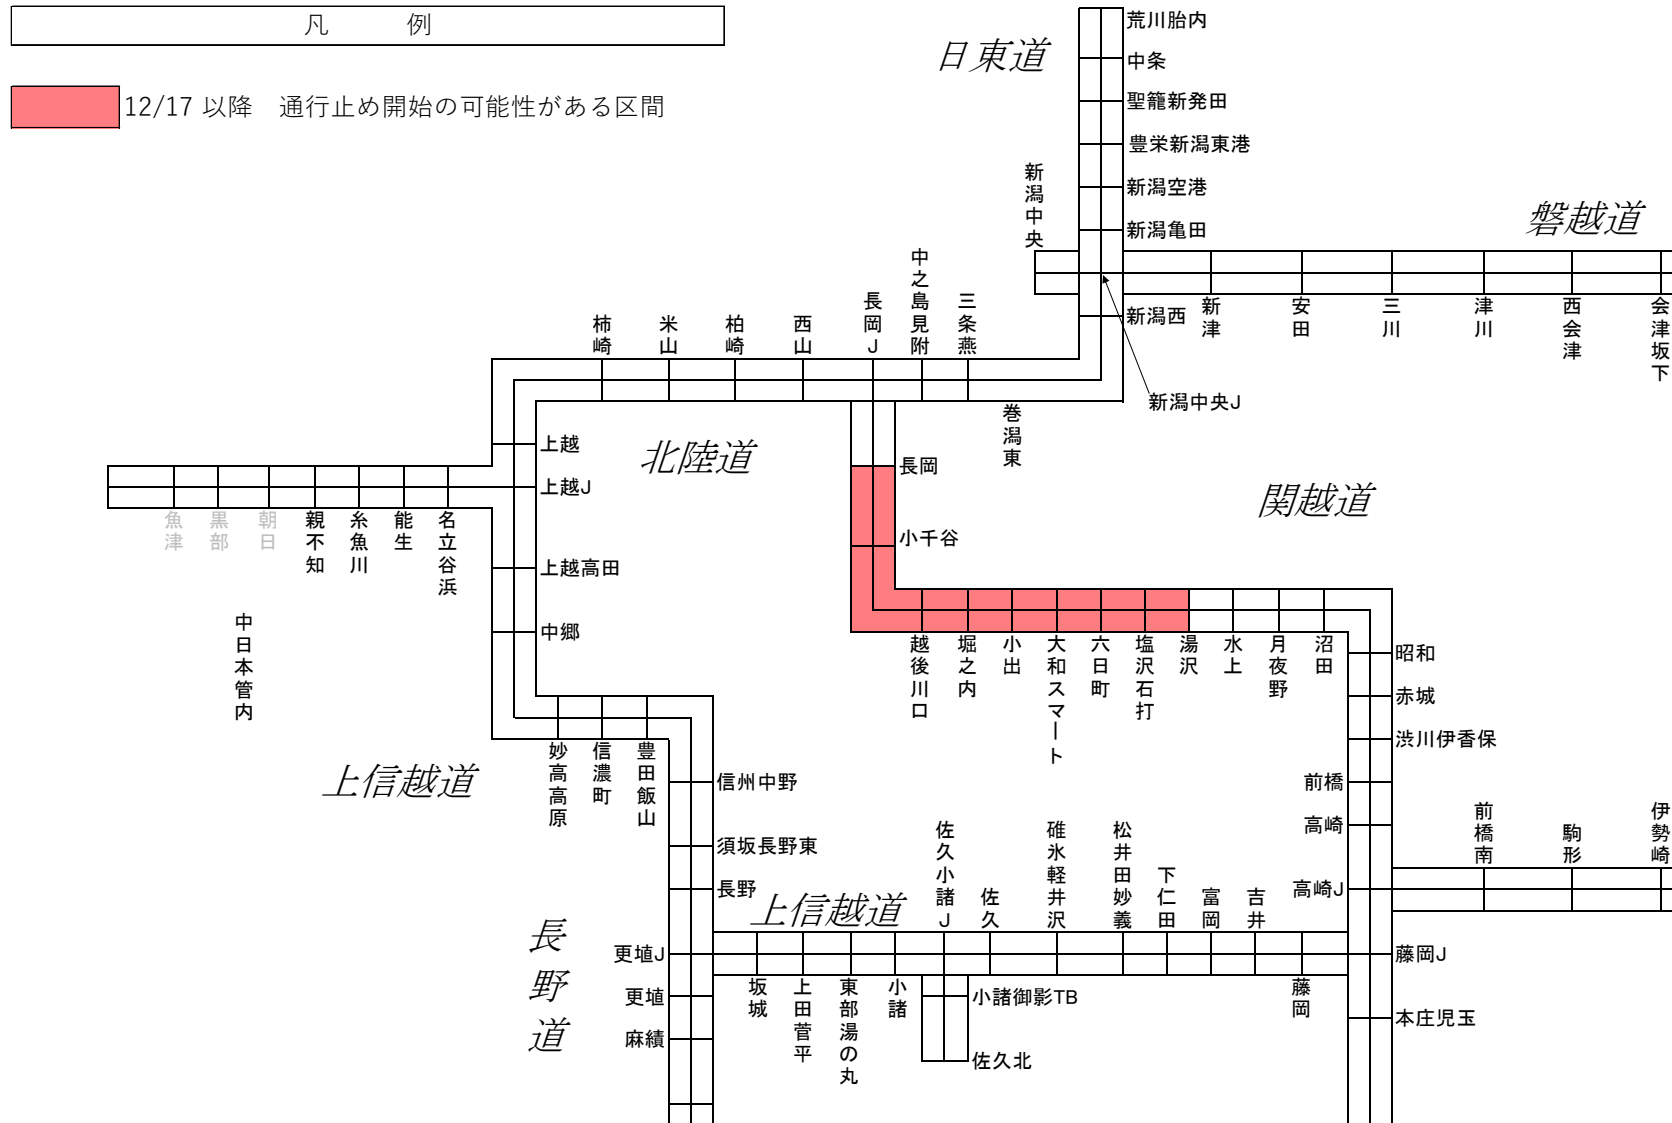 凡　例
12/17 以降　通行止め開始の可能性がある区間
日東道
荒川胎内
中条
聖籠新発田
豊栄新潟東港
新潟空港
新潟亀田
新潟中央
新潟西
新潟中央J
磐越道
新津
安田
三川
津川
西会津
会津坂下
柿崎
米山
柏崎
西山
長岡J
中之島見附
三条燕
巻潟東
北陸道
上越
上越J
上越高田
中郷
魚津
黒部
朝日
親不知
糸魚川
能生
名立谷浜
中日本管内
長岡
小千谷
関越道
越後川口
堀之内
小出
大和スマート
六日町
塩沢石打
湯沢
水上
月夜野
沼田
昭和
赤城
渋川伊香保
前橋
高崎
高崎J
前橋南
駒形
伊勢崎
藤岡J
本庄児玉
上信越道
妙高高原
信濃町
豊田飯山
信州中野
須坂長野東
長野
上信越道
佐久小諸J
佐久
碓氷軽井沢
松井田妙義
下仁田
富岡
吉井
長野道
更埴J
更埴
麻績
坂城
上田菅平
東部湯の丸
小諸
小諸御影TB
佐久北
藤岡